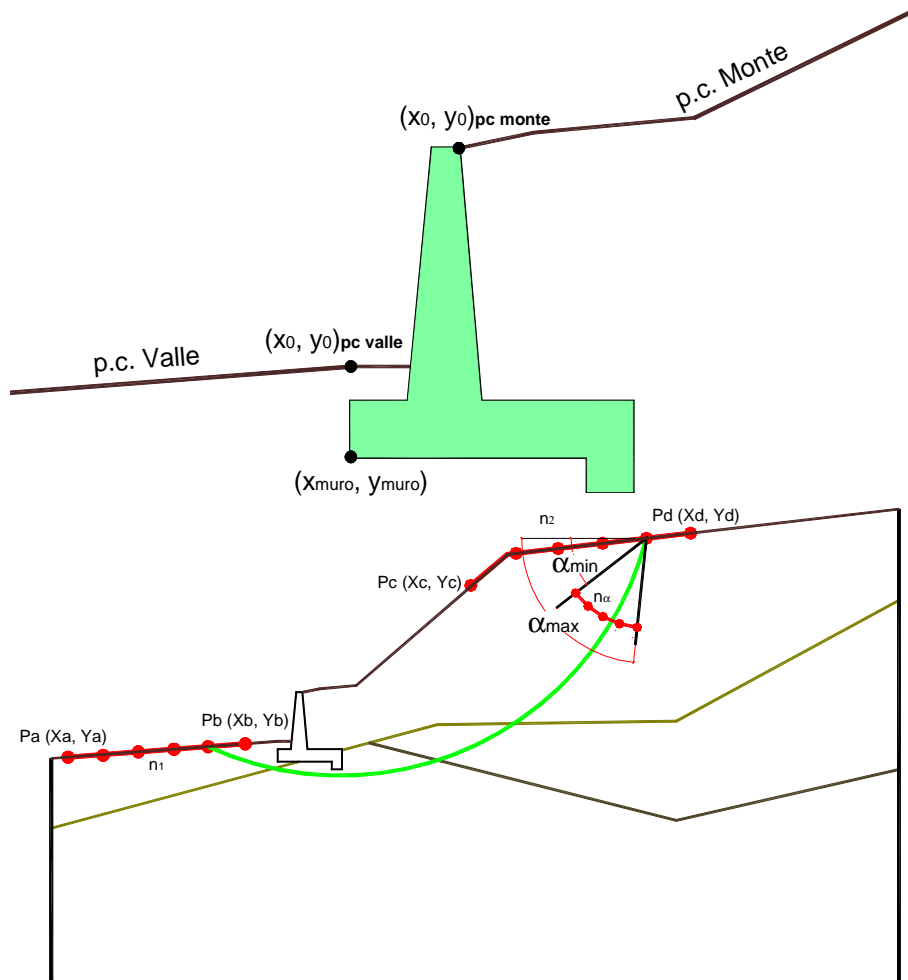 p.c. Monte
(x0, y0)pc monte
(x0, y0)pc valle
p.c. Valle
(xmuro, ymuro)
n2
Pd (Xd, Yd)
Pc (Xc, Yc)
αmin
nα
αmax
Pb (Xb, Yb)
Pa (Xa, Ya)
n1